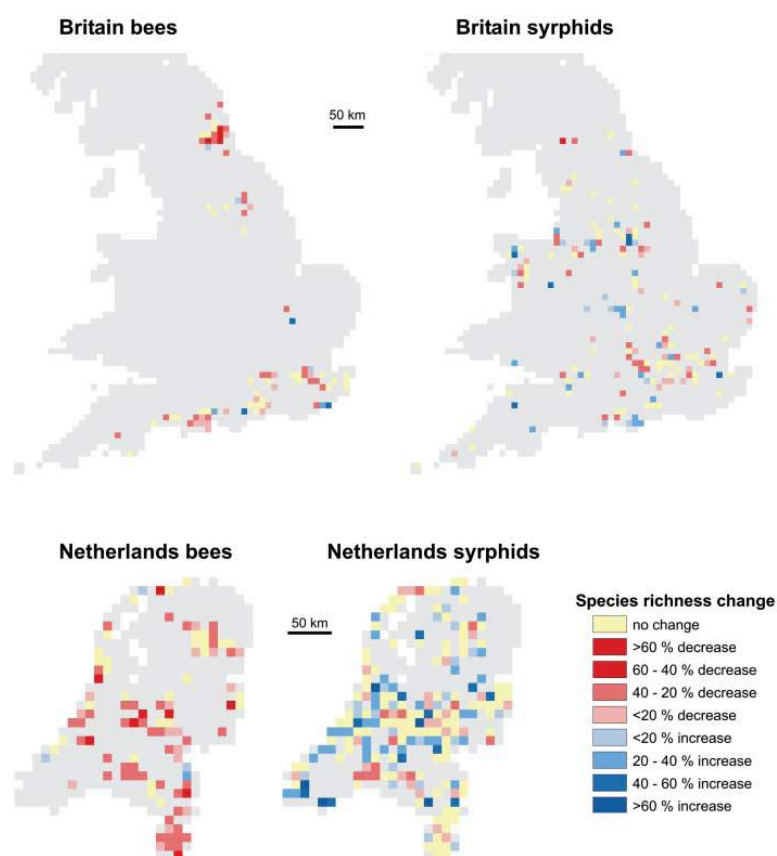 Britain bees
Britain syrphids
50 km
Netherlands bees
Netherlands syrphids
50 km
Species richness change
no change
>60 % decrease
60 - 40 % decrease
40 - 20 % decrease
<20 % decrease
<20 % increase
20 - 40 % increase
40 - 60 % increase
>60 % increase